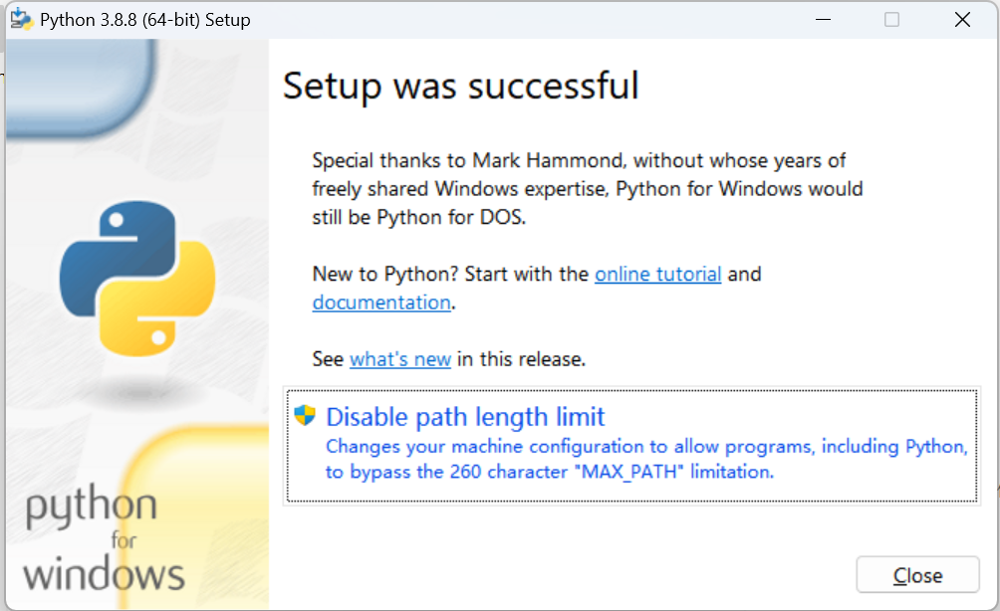 Python 3.8.8 (64-bit) Setup
Setup was successful
Special thanks to Mark Hammond, without whose years of
freely shared Windows expertise, Python for Windows would
still be Python for DOS.
New to Python? Start with the online tutorial and
documentation.
See what's new in this release.
Disable path length limit
Changes your machine configuration to allow programs, including Python,
to bypass the 260 character "MAX_PATH" limitation.
python
for
windows
Close